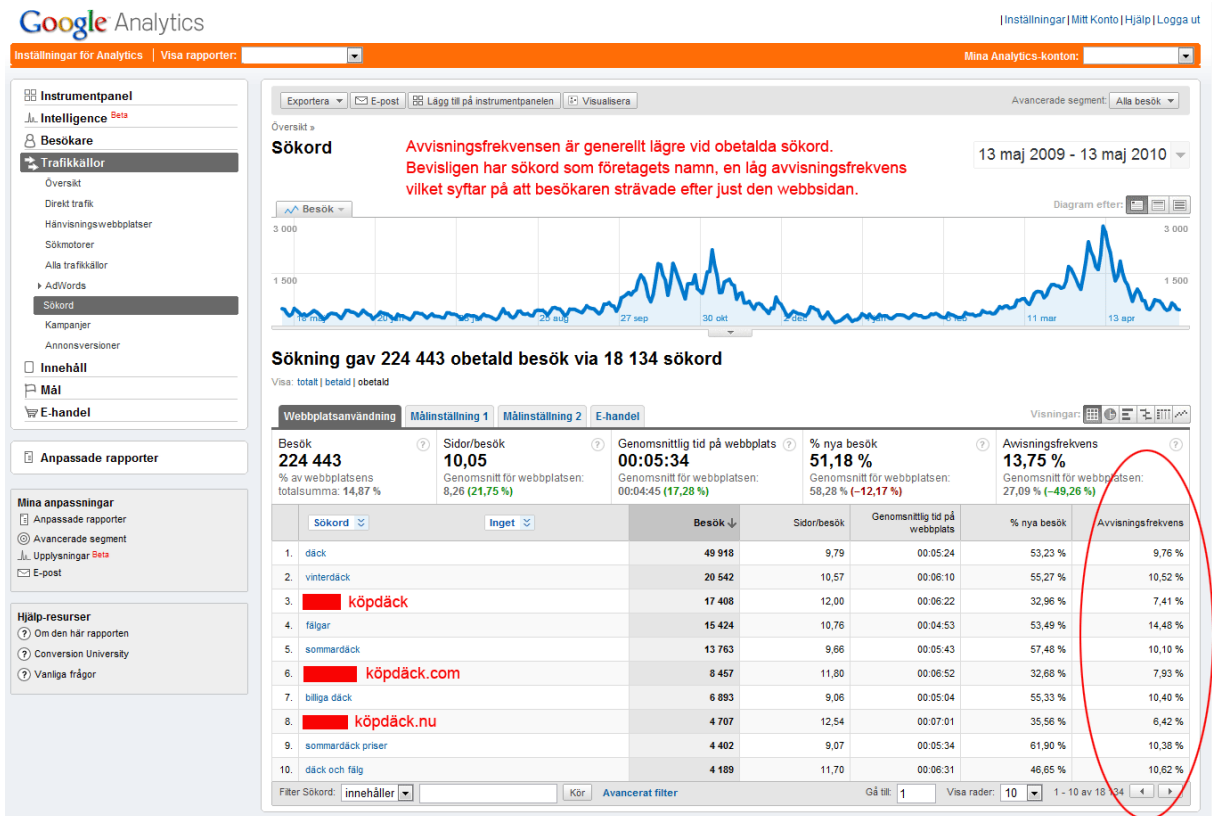 Google Analytics
Inställningar | Mitt Konto | Hjälp | Logga ut
Inställningar för Analytics | Visa rapporter:
Mina Analytics-konton:
Instrumentpanel
Intelligence Beta
Besökare
Trafikkällor
Översikt
Direkt trafik
Hänvisningswebbplatser
Sökmotorer
Alla trafikkällor
AdWords
Sökord
Kampanjer
Annonsversioner
Innehåll
Mål
E-handel
Anpassade rapporter
Mina anpassningar
Anpassade rapporter
Avancerade segment
Upplysningar Beta
E-post
Hjälp-resurser
Om den här rapporten
Conversion University
Vanliga frågor
Exportera E-post Lägg till på instrumentpanelen Visualisera
Avancerade segment: Alla besök
Översikt »
Sökord
Avvisningsfrekvensen är generellt lägre vid obetalda sökord.
Bevisligen har sökord som företagets namn, en låg avvisningsfrekvens
vilket syftar på att besökaren strävade efter just den webbsidan.
13 maj 2009 - 13 maj 2010
Besök
Diagram efter:
3 000 3 000
1 500 1 500
25 aug 27 sep 30 okt 11 mar 13 apr
Sökning gav 224 443 obetald besök via 18 134 sökord
Visa: totalt | betald | obetald
Webbplatsanvändning Målinställning 1 Målinställning 2 E-handel
Visningar:
Besök
224 443
% av webbplatsens
totalsumma: 14,87 %
Sidor/besök
10,05
Genomsnitt för webbplatsen:
8,26 (21,75 %)
Genomsnittlig tid på webbplats
00:05:34
Genomsnitt för webbplatsen:
00:04:45 (17,28 %)
% nya besök
51,18 %
Genomsnitt för webbplatsen:
58,28 % (−12,17 %)
Avvisningsfrekvens
13,75 %
Genomsnitt för webbplatsen:
27,09 % (−49,26 %)
Sökord Inget Besök Sidor/besök Genomsnittlig tid på webbplats % nya besök Avvisningsfrekvens
1. däck 49 918 9,79 00:05:24 53,23 % 9,76 %
2. vinterdäck 20 542 10,57 00:06:10 55,27 % 10,52 %
3. köpdäck 17 408 12,00 00:06:22 32,96 % 7,41 %
4. fälgar 15 424 10,76 00:04:53 53,49 % 14,48 %
5. sommardäck 13 763 9,66 00:05:43 57,48 % 10,10 %
6. köpdäck.com 8 457 11,80 00:06:52 32,68 % 7,93 %
7. billiga däck 6 893 9,06 00:05:04 55,33 % 10,40 %
8. köpdäck.nu 4 707 12,54 00:07:01 35,56 % 6,42 %
9. sommardäck priser 4 402 9,07 00:05:34 61,90 % 10,38 %
10. däck och fälg 4 189 11,70 00:06:31 46,65 % 10,62 %
Filter Sökord: innehåller Kör Avancerat filter Gå till: 1 Visa rader: 10 1 - 10 av 18 134